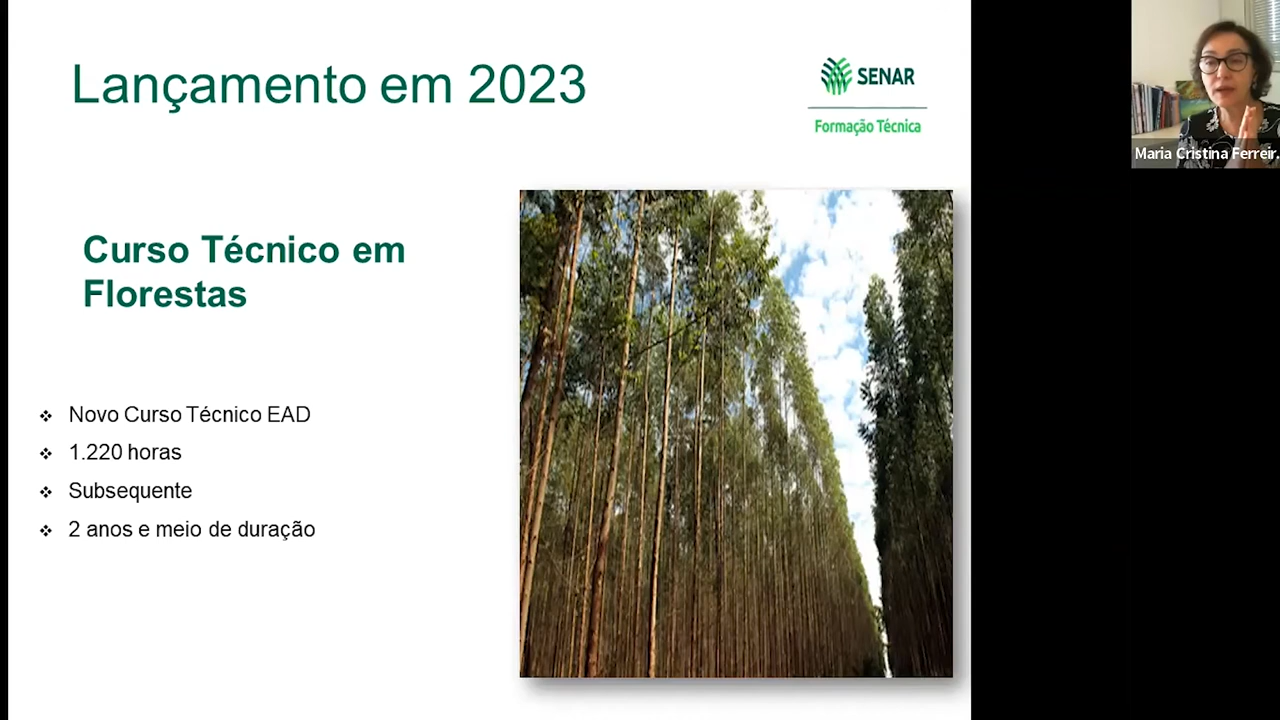 Lançamento em 2023
SENAR
Formação Técnica
Maria Cristina Ferreir.
Curso Técnico em
Florestas
Novo Curso Técnico EAD
1.220 horas
Subsequente
2 anos e meio de duração